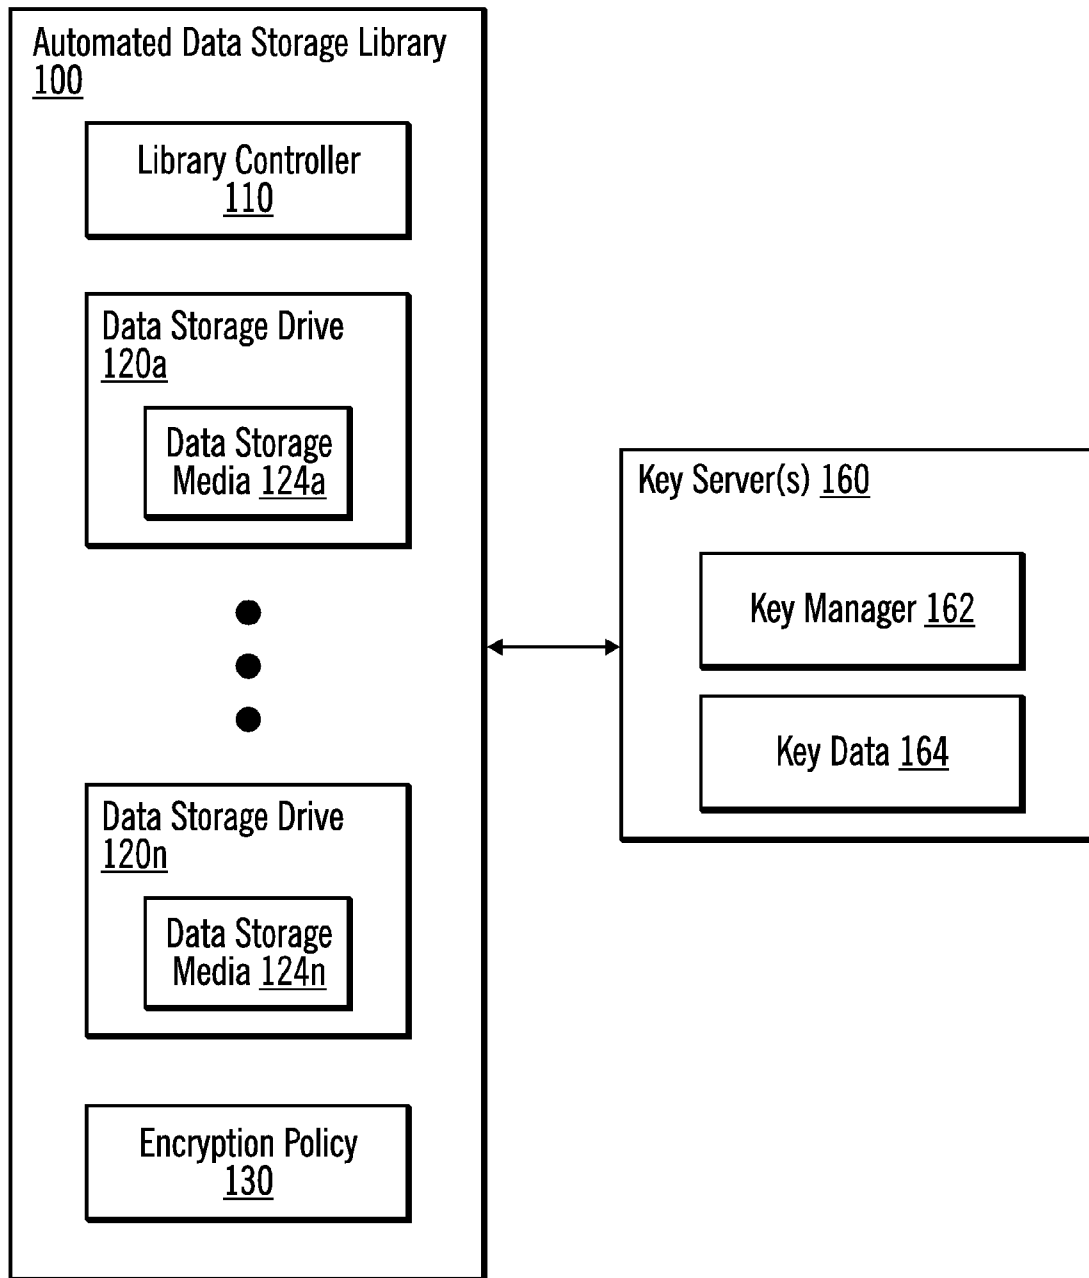 Automated Data Storage Library
100
Library Controller
110
Data Storage Drive
120a
Data Storage
Media 124a
Data Storage Drive
120n
Data Storage
Media 124n
Encryption Policy
130
Key Server(s) 160
Key Manager 162
Key Data 164